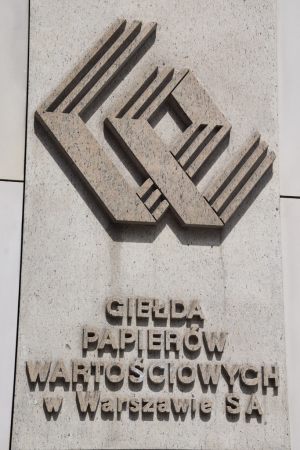 GIEŁDA
PAPIERÓW
WARTOŚCIOWYCH
w Warszawie SA